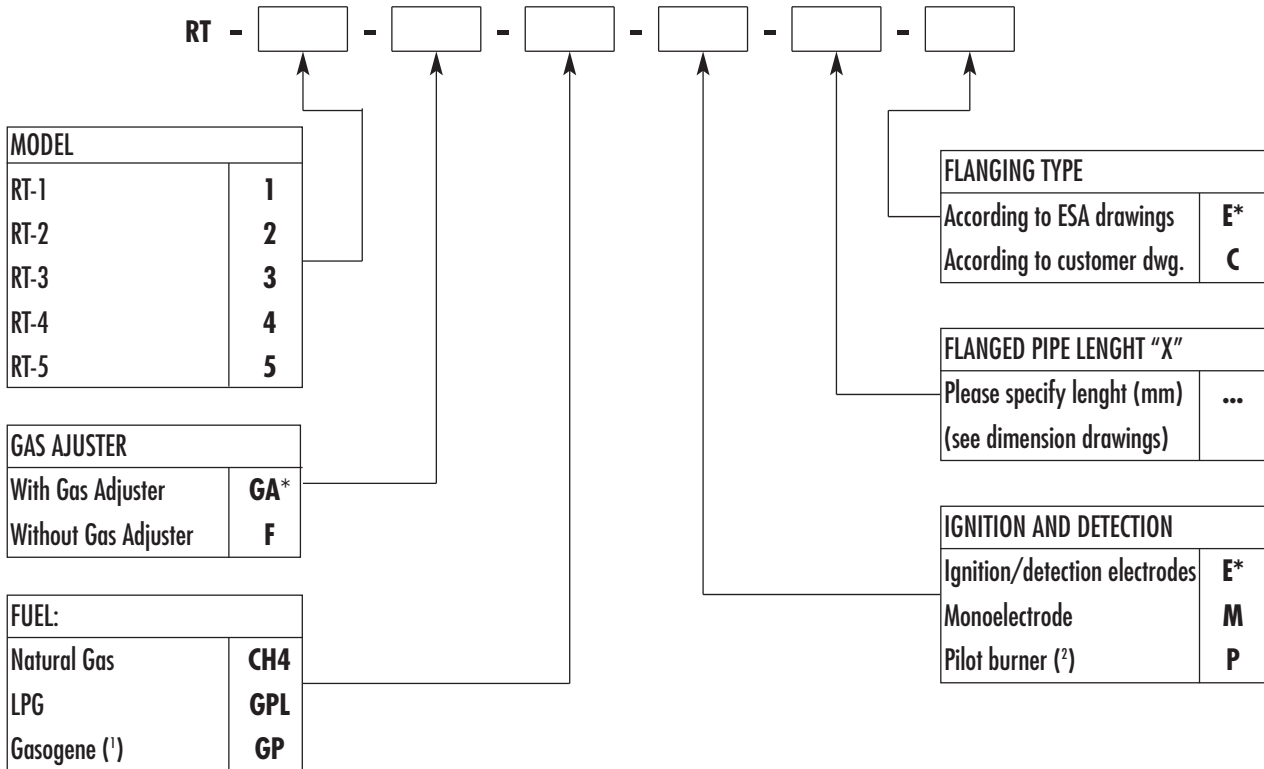 RT - - - - - -
MODEL
RT-1 1
RT-2 2
RT-3 3
RT-4 4
RT-5 5
GAS AJUSTER
With Gas Adjuster GA*
Without Gas Adjuster F
FUEL:
Natural Gas CH4
LPG GPL
Gasogene (¹) GP
FLANGING TYPE
According to ESA drawings E*
According to customer dwg. C
FLANGED PIPE LENGHT “X”
Please specify lenght (mm) ...
(see dimension drawings)
IGNITION AND DETECTION
Ignition/detection electrodes E*
Monoelectrode M
Pilot burner (²) P